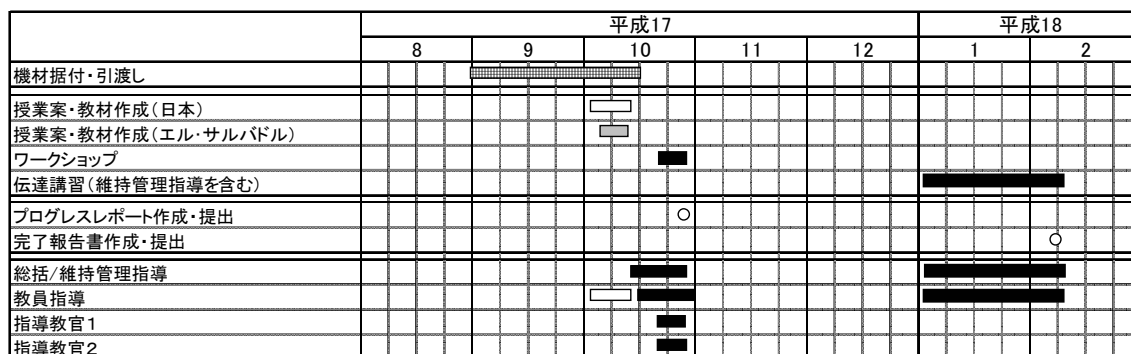 平成17 平成18
8 9 10 11 12 1 2
機材据付・引渡し
授業案・教材作成(日本)
授業案・教材作成(エル・サルバドル)
ワークショップ
伝達講習(維持管理指導を含む)
プログレスレポート作成・提出
完了報告書作成・提出
総括/維持管理指導
教員指導
指導教官1
指導教官2